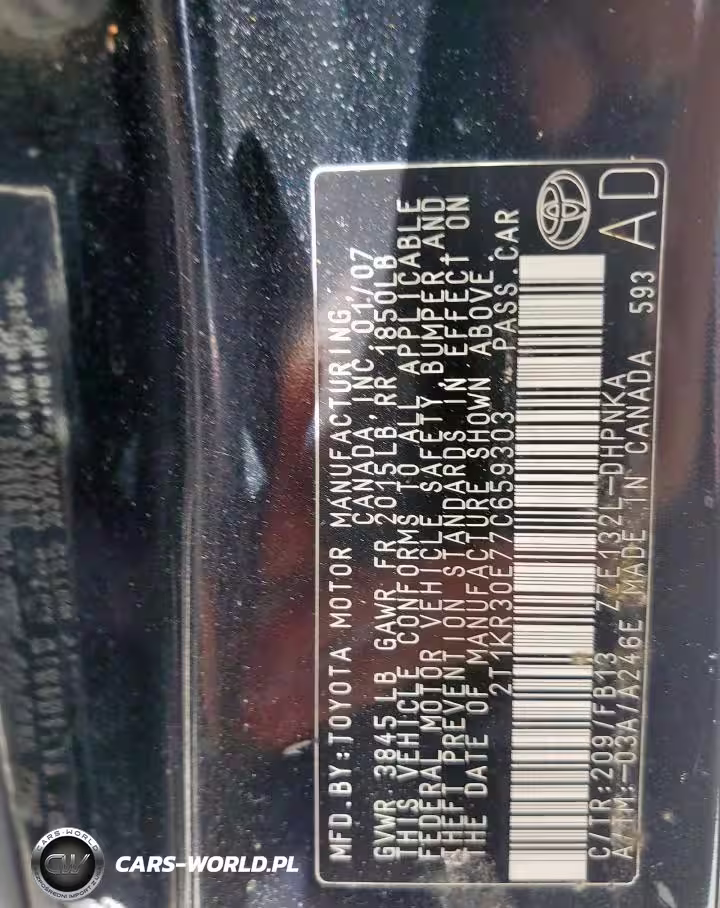 MFD.BY:TOYOTA MOTOR MANUFACTURING
CANADA, INC 01/07
GVWR 3845LB GAWR FR 2015LB, RR 1850LB
THIS VEHICLE CONFORMS TO ALL APPLICABLE
FEDERAL MOTOR VEHICLE SAFETY, BUMPER, AND
THEFT PREVENTION STANDARDS IN EFFECT ON
THE DATE OF MANUFACTURE SHOWN ABOVE.
2T1KR30E77C659303 PASS.CAR
C/TR:209/FB13 ZZE132L-DHPNKA
A/TM:-03A/A246E MADE IN CANADA 593
AD
CW
CARS-WORLD.PL